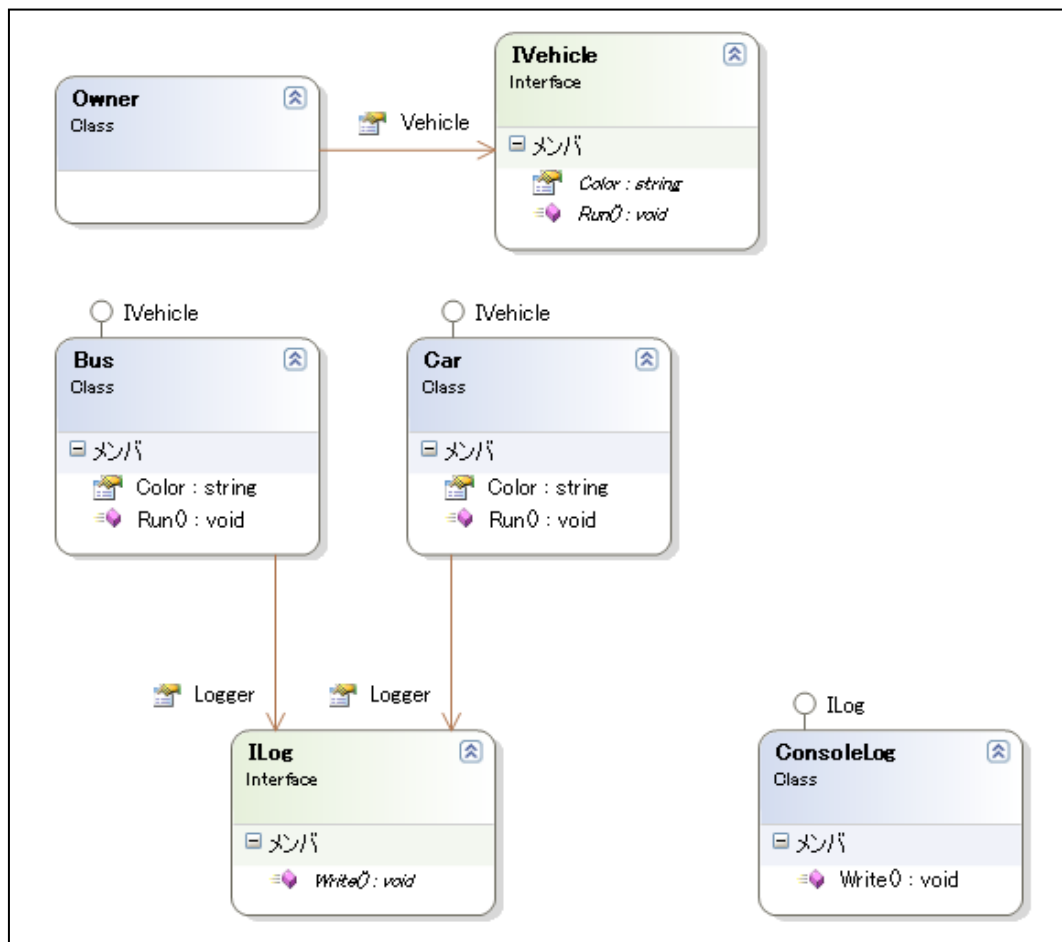 Owner
Class
Vehicle
IVehicle
Interface
メンバ
Color : string
Run() : void
IVehicle
Bus
Class
メンバ
Color : string
Run() : void
IVehicle
Car
Class
メンバ
Color : string
Run() : void
Logger
Logger
ILog
Interface
メンバ
Write() : void
ILog
ConsoleLog
Class
メンバ
Write() : void